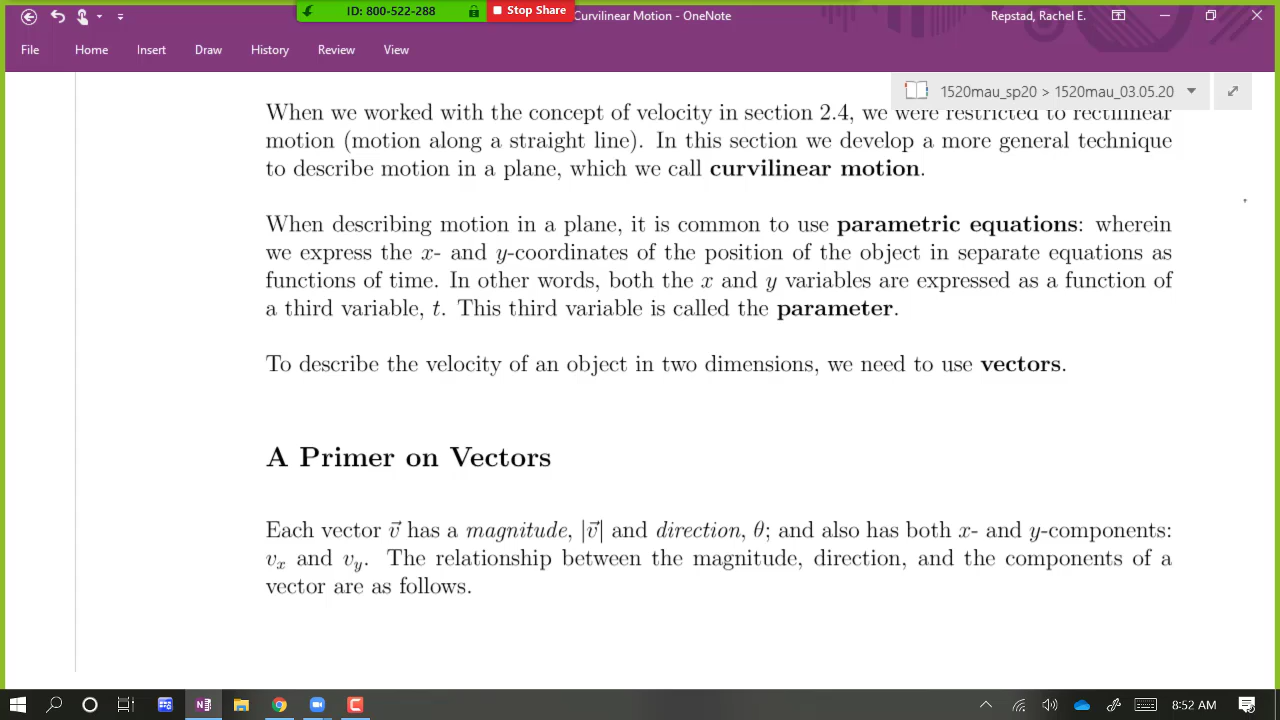 ID: 800-522-288 Stop Share
Curvilinear Motion - OneNote
Repstad, Rachel E.
File Home Insert Draw History Review View
1520mau_sp20 > 1520mau_03.05.20
When we worked with the concept of velocity in section 2.4, we were restricted to rectilinear
motion (motion along a straight line). In this section we develop a more general technique
to describe motion in a plane, which we call curvilinear motion.
When describing motion in a plane, it is common to use parametric equations: wherein
we express the x- and y-coordinates of the position of the object in separate equations as
functions of time. In other words, both the x and y variables are expressed as a function of
a third variable, t. This third variable is called the parameter.
To describe the velocity of an object in two dimensions, we need to use vectors.
A Primer on Vectors
Each vector v⃗ has a magnitude, |v⃗| and direction, θ; and also has both x- and y-components:
vₓ and v_y. The relationship between the magnitude, direction, and the components of a
vector are as follows.
8:52 AM